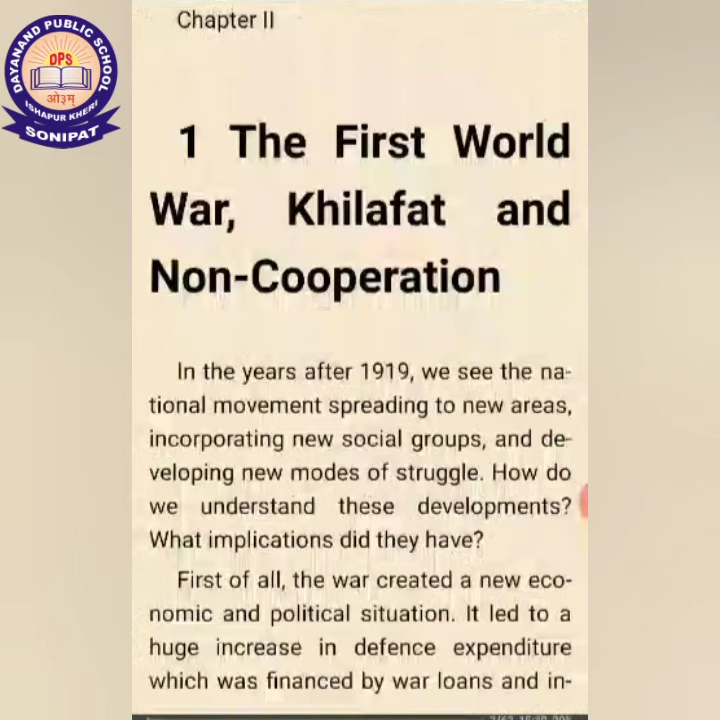 Chapter II
DAYANAND PUBLIC SCHOOL
DPS
ओ३म्
ISHAPUR KHERI
SONIPAT
1 The First World
War, Khilafat and
Non-Cooperation
In the years after 1919, we see the na-
tional movement spreading to new areas,
incorporating new social groups, and de-
veloping new modes of struggle. How do
we understand these developments?
What implications did they have?
First of all, the war created a new eco-
nomic and political situation. It led to a
huge increase in defence expenditure
which was financed by war loans and in-